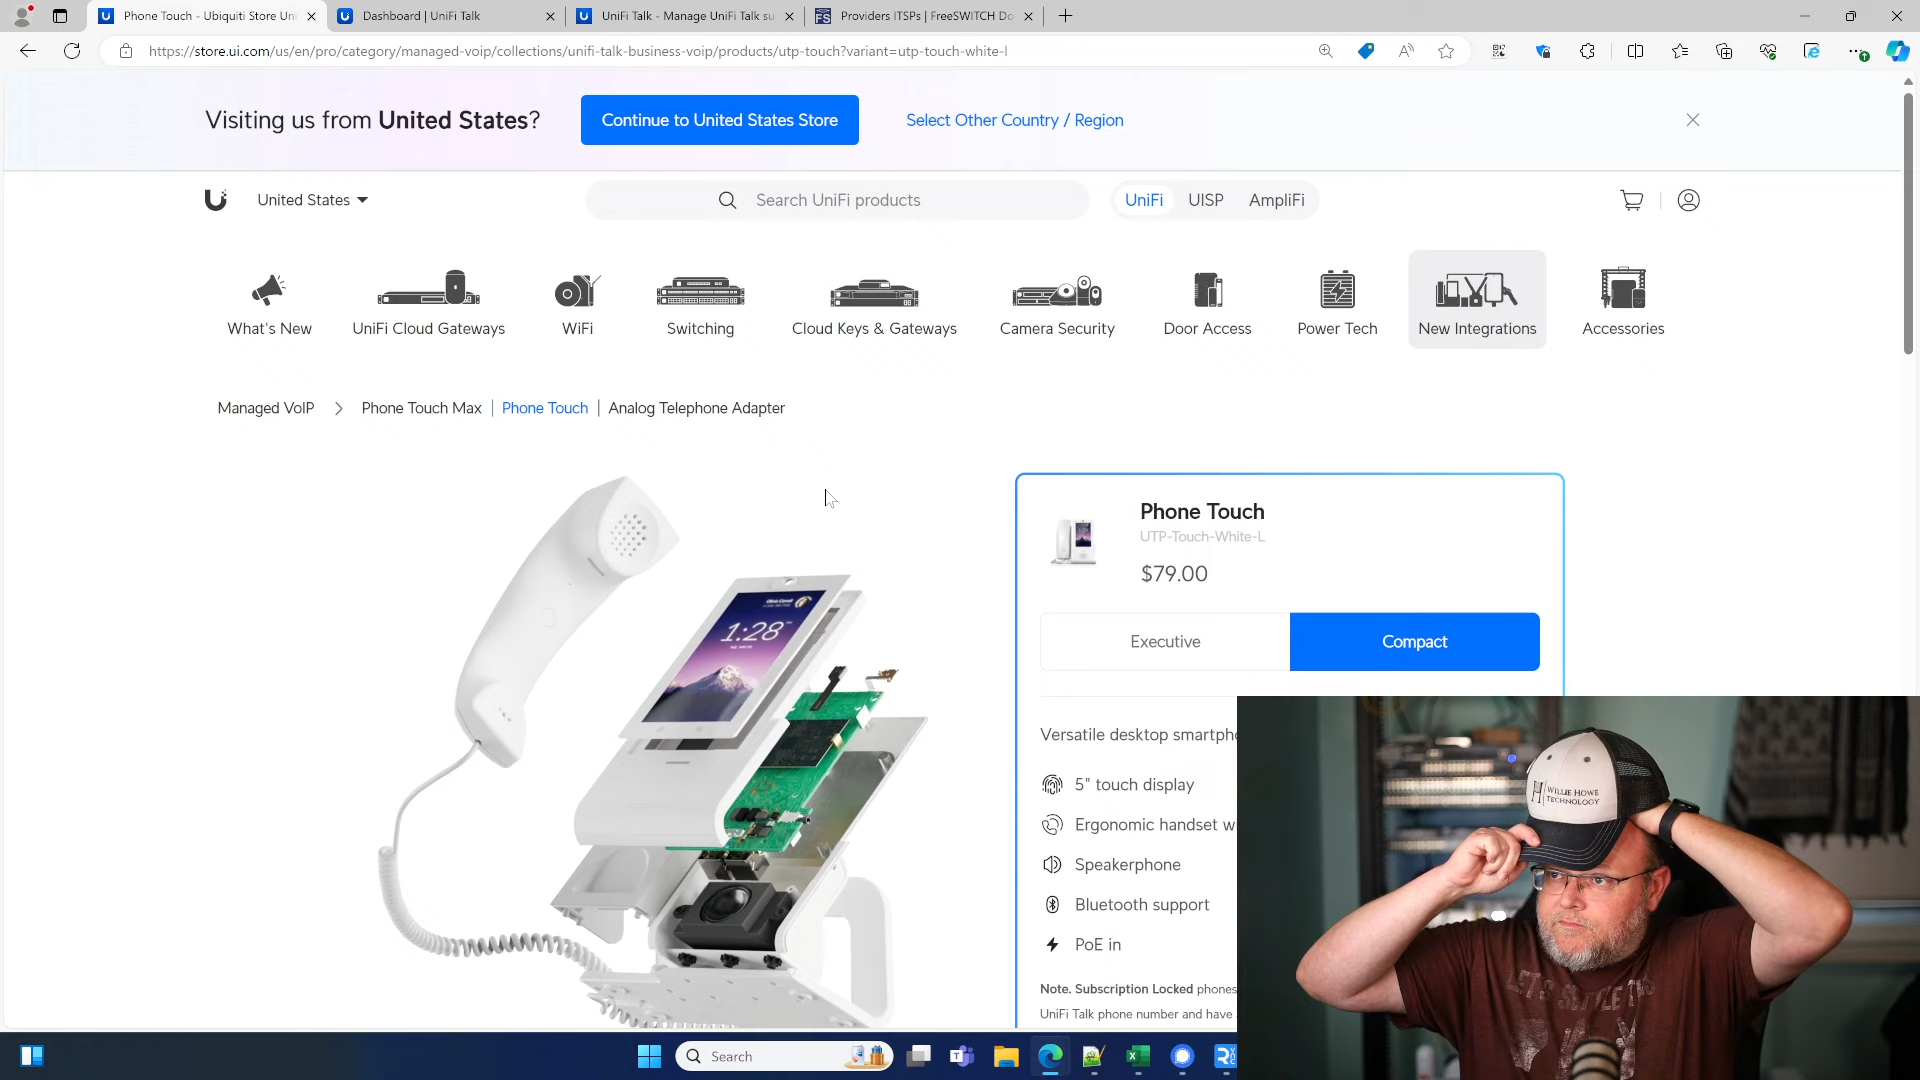 Phone Touch - Ubiquiti Store Uni
Dashboard | UniFi Talk
UniFi Talk - Manage UniFi Talk su
Providers ITSPs | FreeSWITCH Do
https://store.ui.com/us/en/pro/category/managed-voip/collections/unifi-talk-business-voip/products/utp-touch?variant=utp-touch-white-l
Visiting us from United States?
Continue to United States Store
Select Other Country / Region
United States
Search UniFi products
UniFi
UISP
AmpliFi
What's New
UniFi Cloud Gateways
WiFi
Switching
Cloud Keys & Gateways
Camera Security
Door Access
Power Tech
New Integrations
Accessories
Managed VoIP
Phone Touch Max
Phone Touch
Analog Telephone Adapter
1:28
Phone Touch
UTP-Touch-White-L
$79.00
Executive
Compact
Versatile desktop smartpho
5" touch display
Ergonomic handset wi
Speakerphone
Bluetooth support
PoE in
Note. Subscription Locked phones
UniFi Talk phone number and have
WILLIE HOWE
TECHNOLOGY
Search